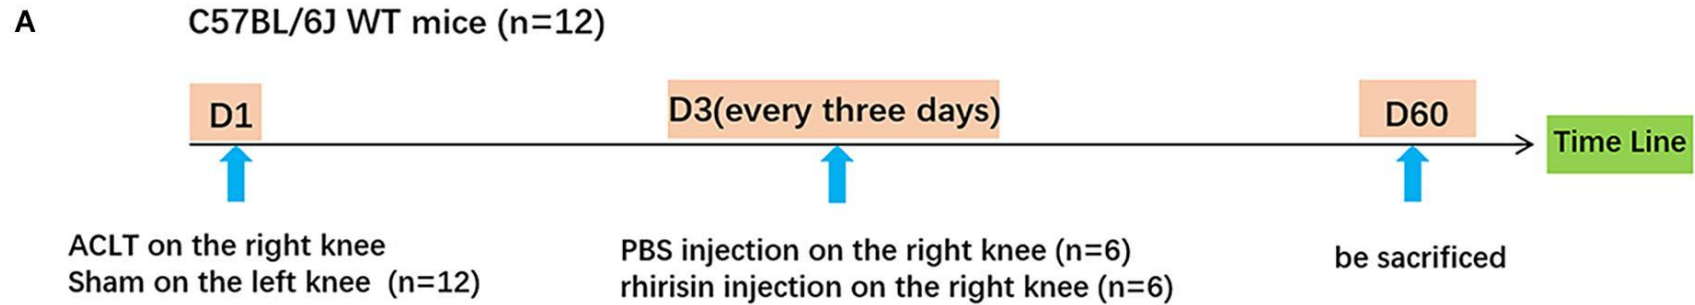 A
C57BL/6J WT mice (n=12)
D1
D3(every three days)
D60
Time Line
ACLT on the right knee
Sham on the left knee (n=12)
PBS injection on the right knee (n=6)
rhirisin injection on the right knee (n=6)
be sacrificed